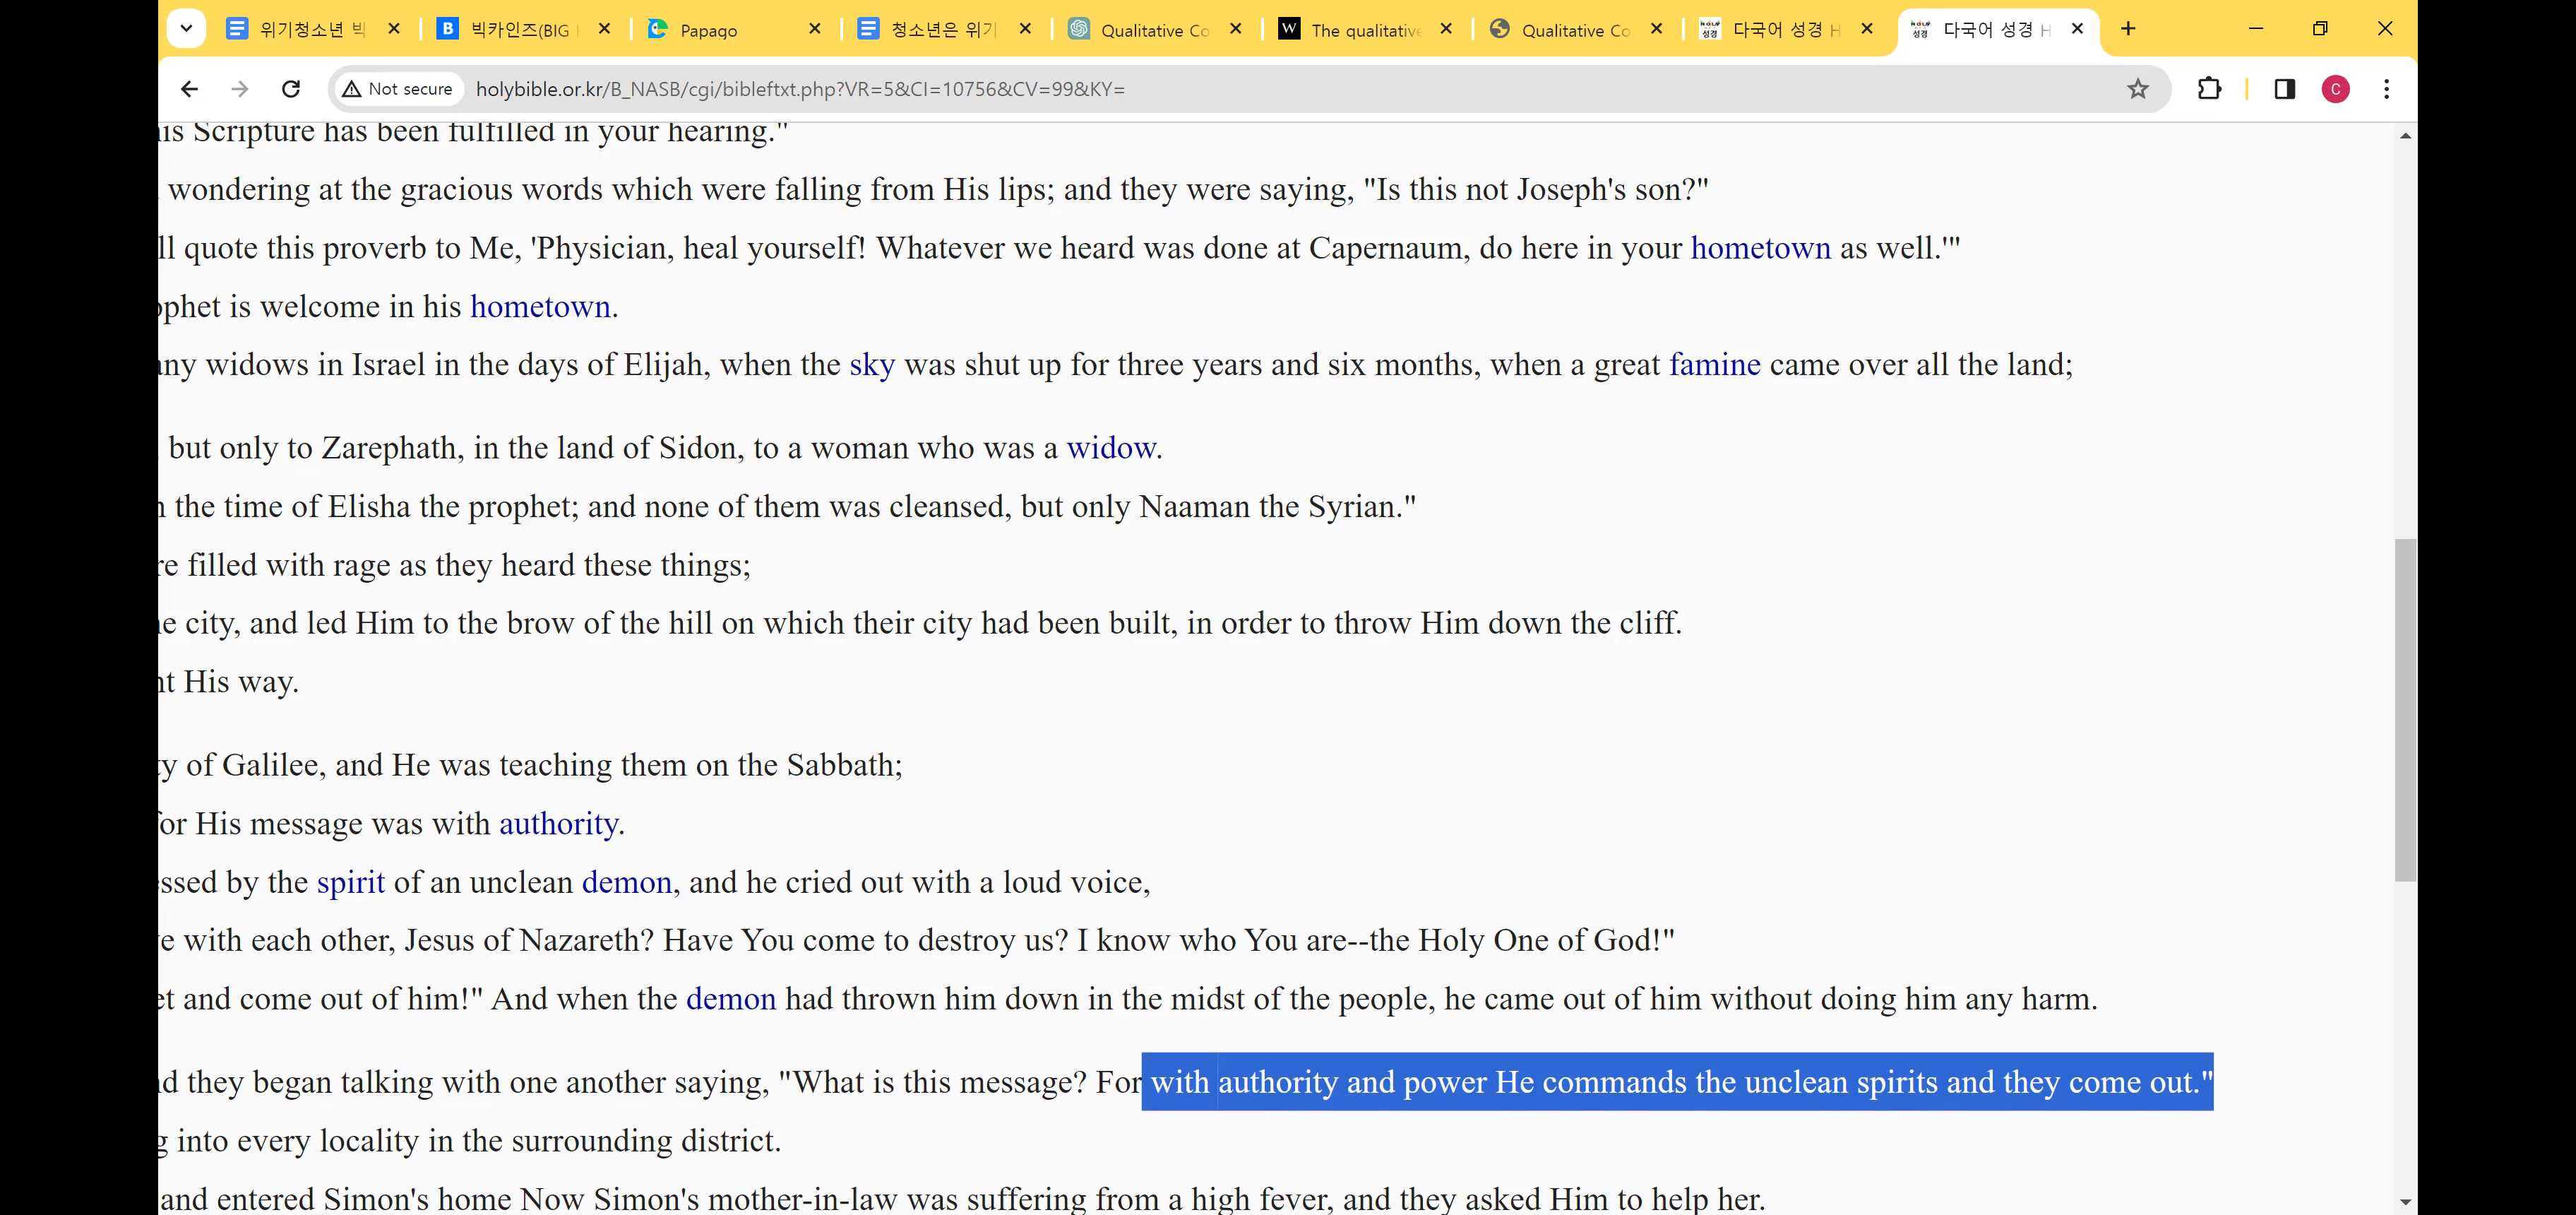 위기청소년 빅 빅카인즈(BIG Papago 청소년은 위기 Qualitative Co The qualitative Qualitative Co 다국어 성경 H 다국어 성경 H
Not secure holybible.or.kr/B_NASB/cgi/bibleftxt.php?VR=5&CI=10756&CV=99&KY= C
is Scripture has been fulfilled in your hearing."
wondering at the gracious words which were falling from His lips; and they were saying, "Is this not Joseph's son?"
ll quote this proverb to Me, 'Physician, heal yourself! Whatever we heard was done at Capernaum, do here in your hometown as well.'"
ophet is welcome in his hometown.
any widows in Israel in the days of Elijah, when the sky was shut up for three years and six months, when a great famine came over all the land;
but only to Zarephath, in the land of Sidon, to a woman who was a widow.
n the time of Elisha the prophet; and none of them was cleansed, but only Naaman the Syrian."
re filled with rage as they heard these things;
he city, and led Him to the brow of the hill on which their city had been built, in order to throw Him down the cliff.
nt His way.
ty of Galilee, and He was teaching them on the Sabbath;
for His message was with authority.
ssed by the spirit of an unclean demon, and he cried out with a loud voice,
ve with each other, Jesus of Nazareth? Have You come to destroy us? I know who You are--the Holy One of God!"
et and come out of him!" And when the demon had thrown him down in the midst of the people, he came out of him without doing him any harm.
nd they began talking with one another saying, "What is this message? For with authority and power He commands the unclean spirits and they come out."
g into every locality in the surrounding district.
and entered Simon's home Now Simon's mother-in-law was suffering from a high fever, and they asked Him to help her.